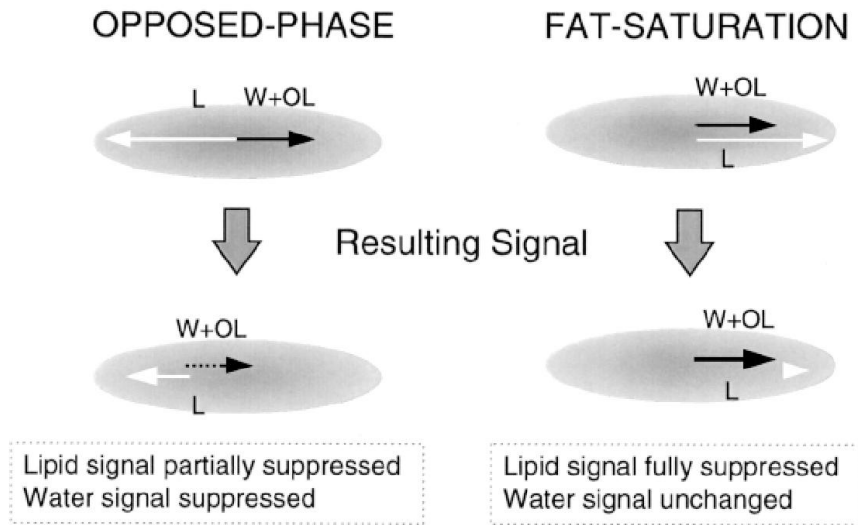 OPPOSED-PHASE
FAT-SATURATION
L W+OL
W+OL
L
Resulting Signal
W+OL
L
W+OL
L
Lipid signal partially suppressed
Water signal suppressed
Lipid signal fully suppressed
Water signal unchanged